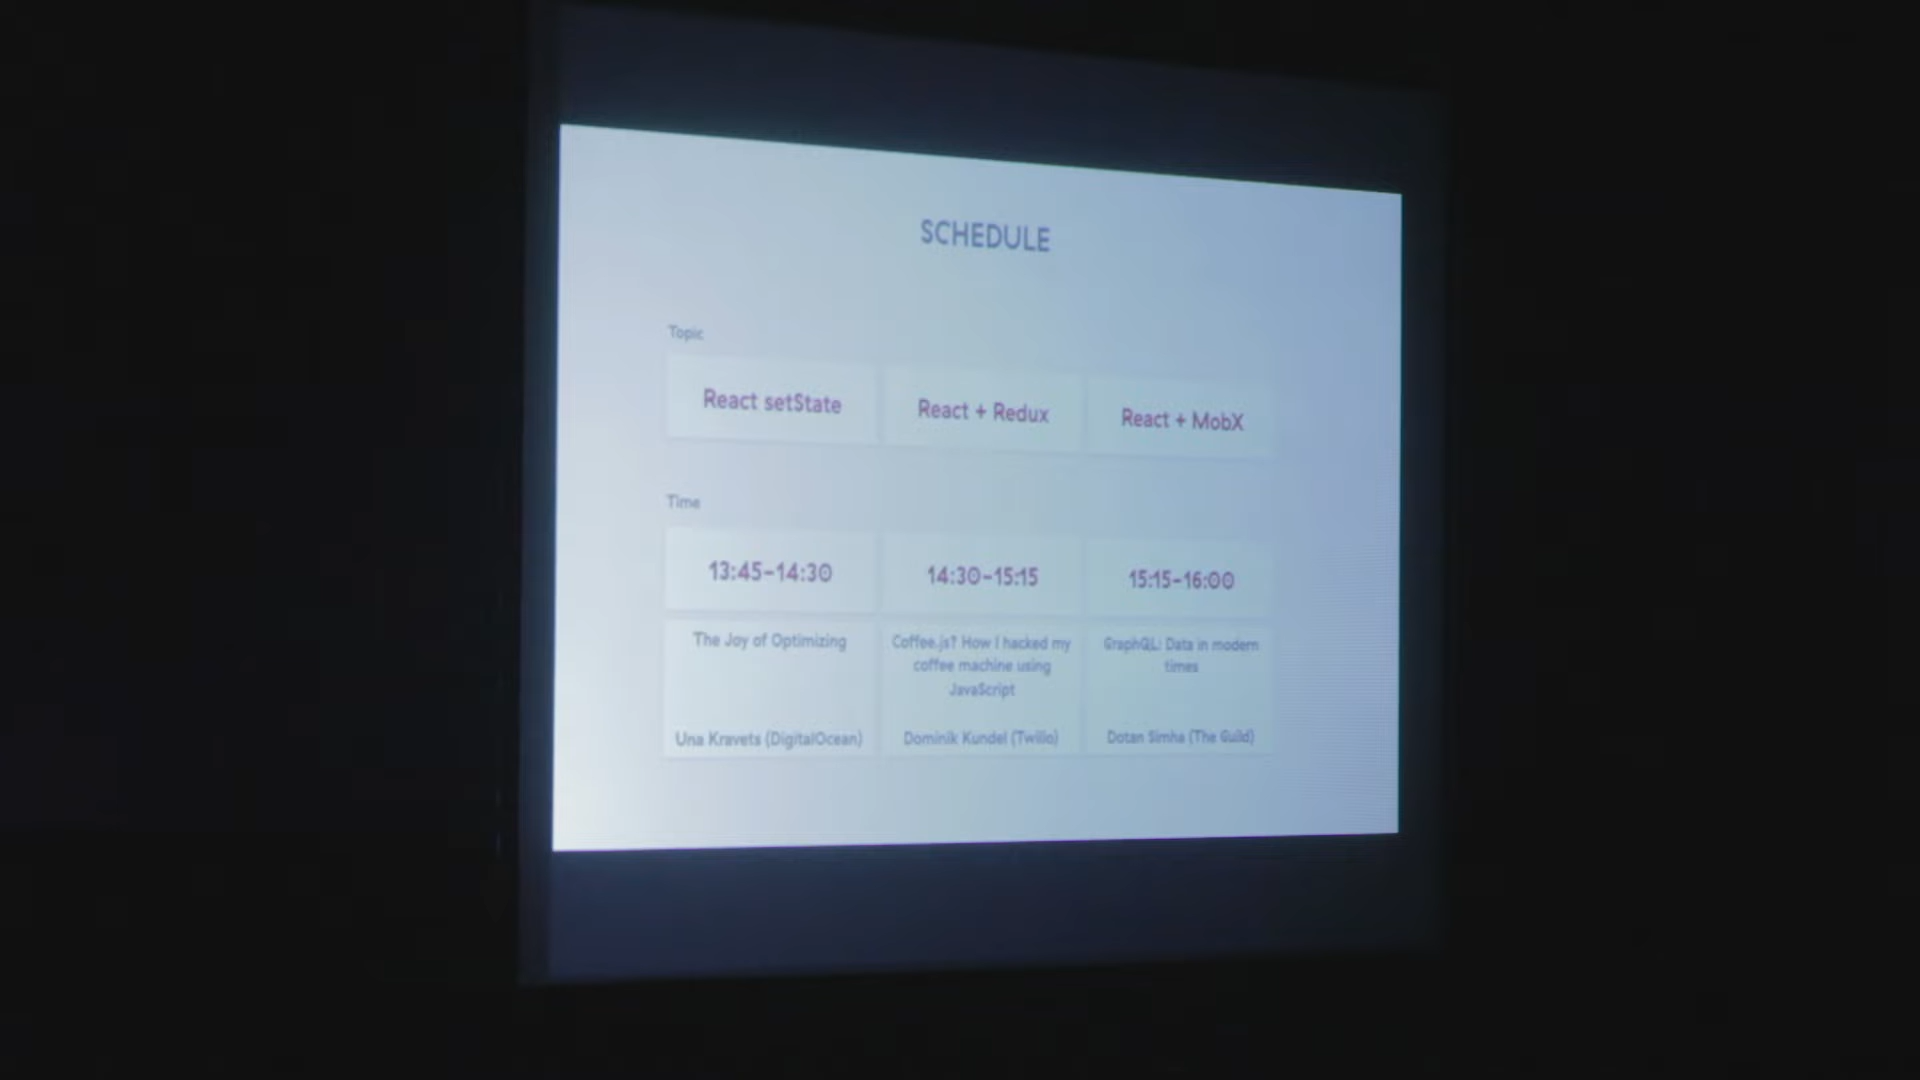 SCHEDULE
Topic
React setState
React + Redux
React + MobX
Time
13:45-14:30
14:30-15:15
15:15-16:00
The Joy of Optimizing
Coffee.js? How I hacked my
coffee machine using
JavaScript
GraphQL: Data in modern
times
Una Kravets (DigitalOcean)
Dominik Kundel (Twilio)
Dotan Simha (The Guild)